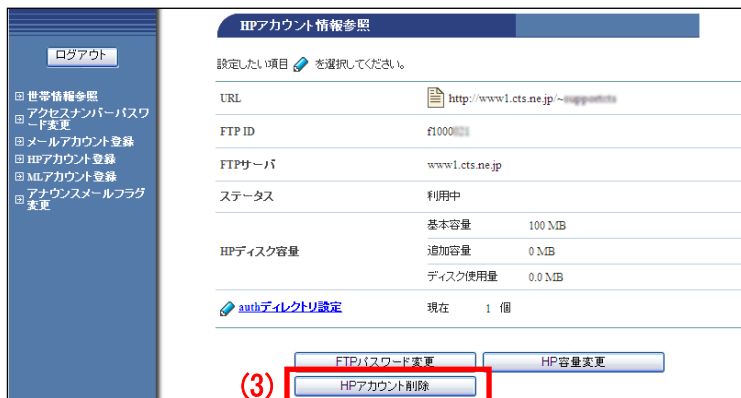 HPアカウント情報参照
ログアウト
設定したい項目 を選択してください。
世帯情報参照
アクセスナンバーパスワ
ード変更
メールアカウント登録
HPアカウント登録
MLアカウント登録
アナウンスメールフラグ
変更
URL http://www1.cts.ne.jp/~
FTP ID f1000
FTPサーバ www1.cts.ne.jp
ステータス 利用中
HPディスク容量
基本容量 100 MB
追加容量 0 MB
ディスク使用量 0.0 MB
authディレクトリ設定 現在 1 個
FTPパスワード変更 HP容量変更
(3) HPアカウント削除